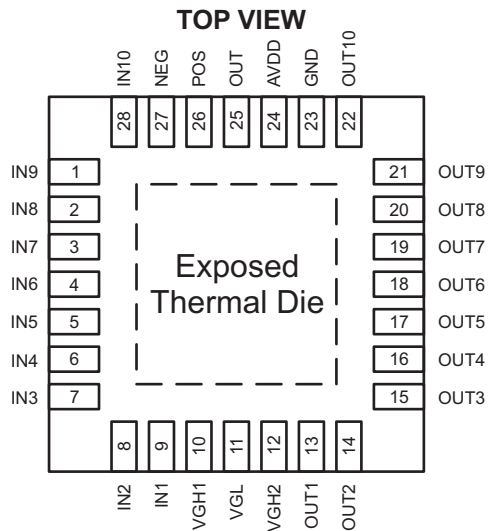 TOP VIEW
IN10 NEG POS OUT AVDD GND OUT10
28 27 26 25 24 23 22
IN9 1 21 OUT9
IN8 2 20 OUT8
IN7 3 19 OUT7
IN6 4 18 OUT6
IN5 5 17 OUT5
IN4 6 16 OUT4
IN3 7 15 OUT3
Exposed
Thermal Die
8 9 10 11 12 13 14
IN2 IN1 VGH1 VGL VGH2 OUT1 OUT2